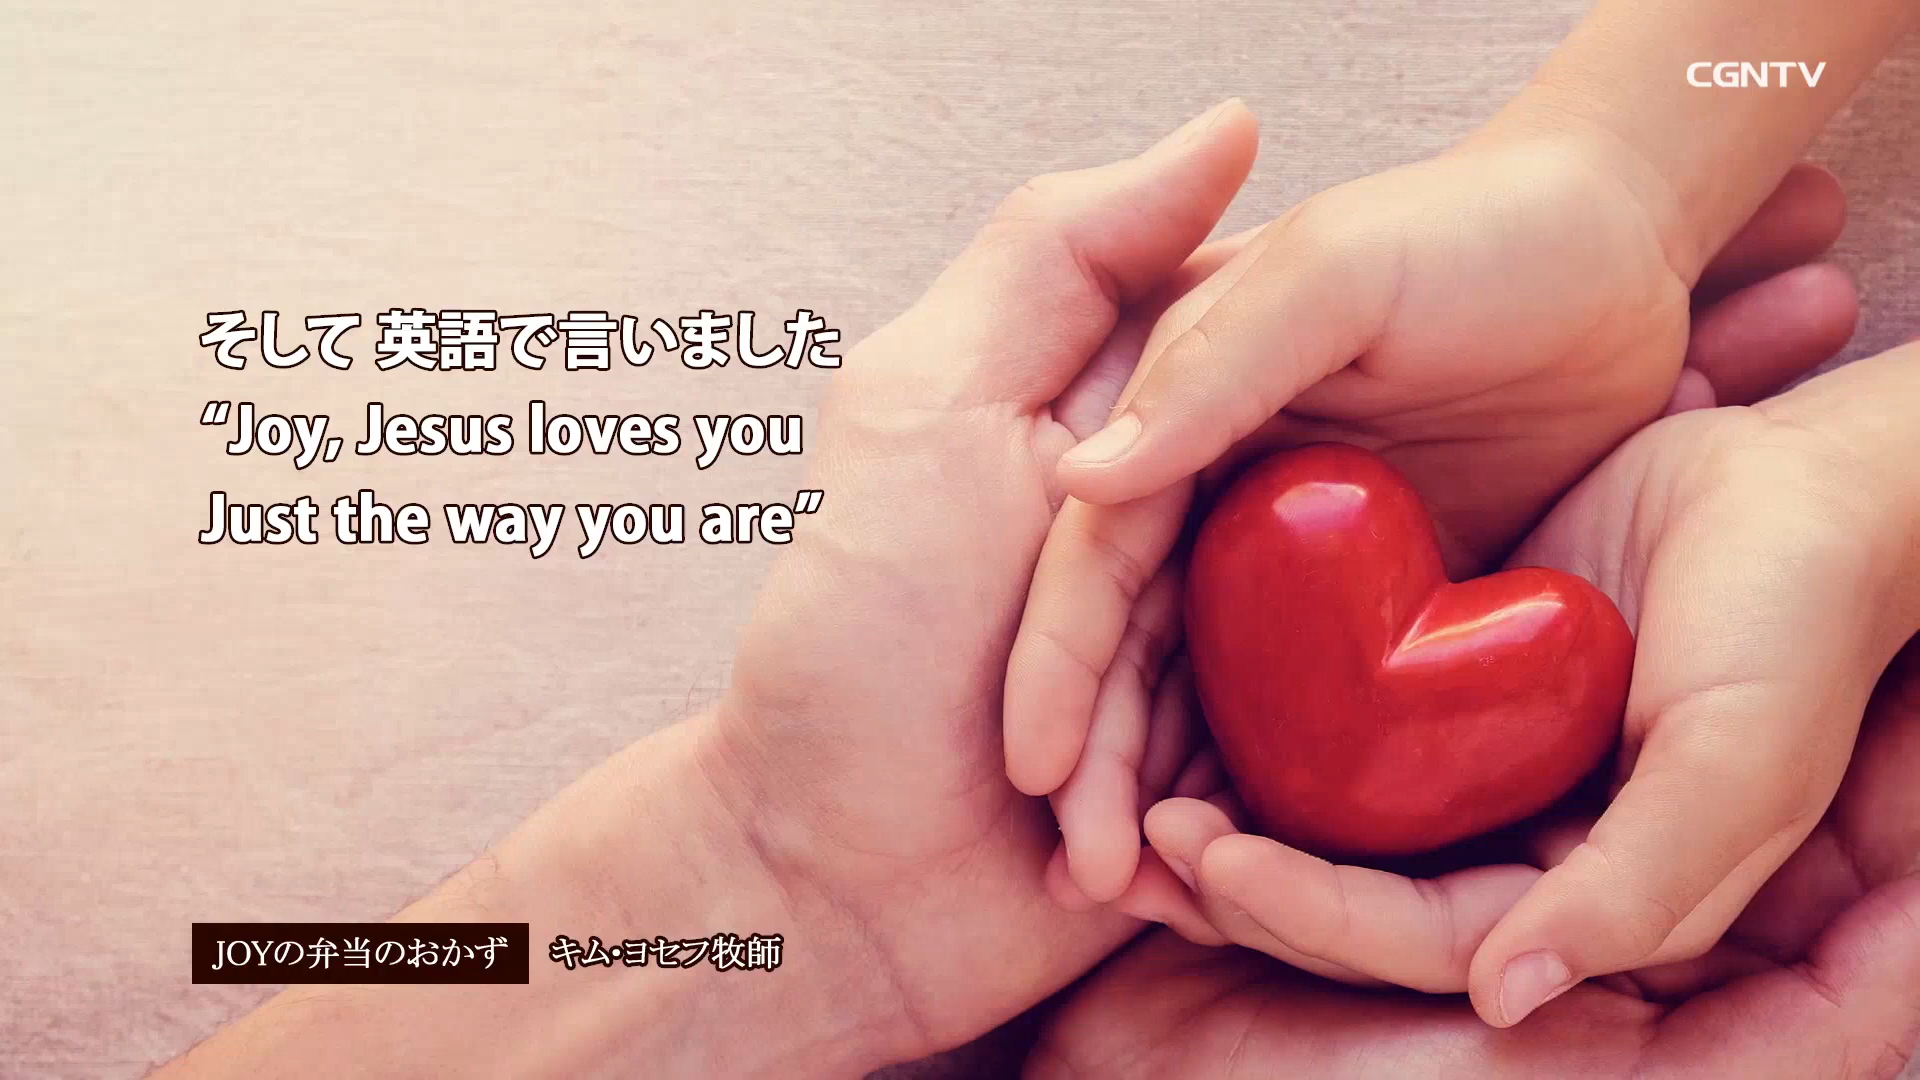 CGNTV
そして 英語で言いました
“Joy, Jesus loves you
Just the way you are”
JOYの弁当のおかず キム・ヨセフ牧師